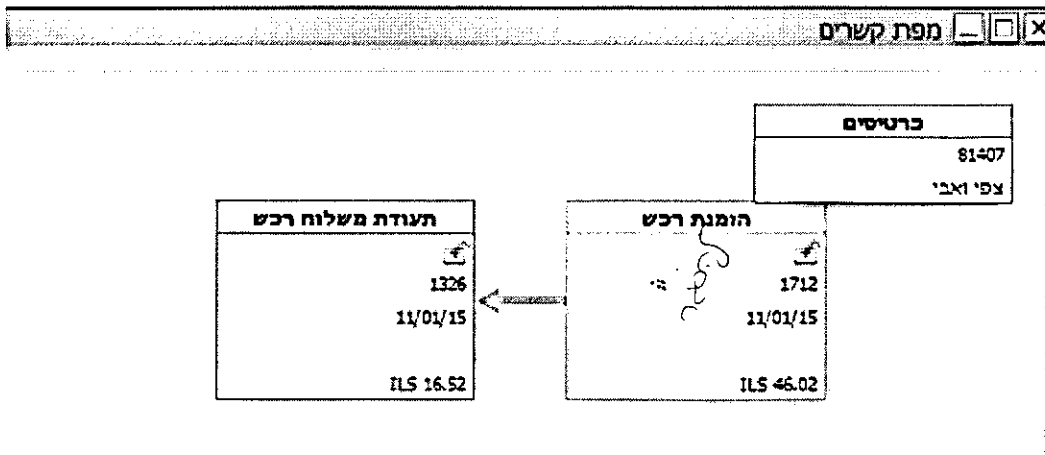 מפת קשרים
כרטיסים
81407
צפי ואבי
הזמנת רכש
1712
11/01/15
ILS 46.02
תעודת משלוח רכש
1326
11/01/15
ILS 16.52